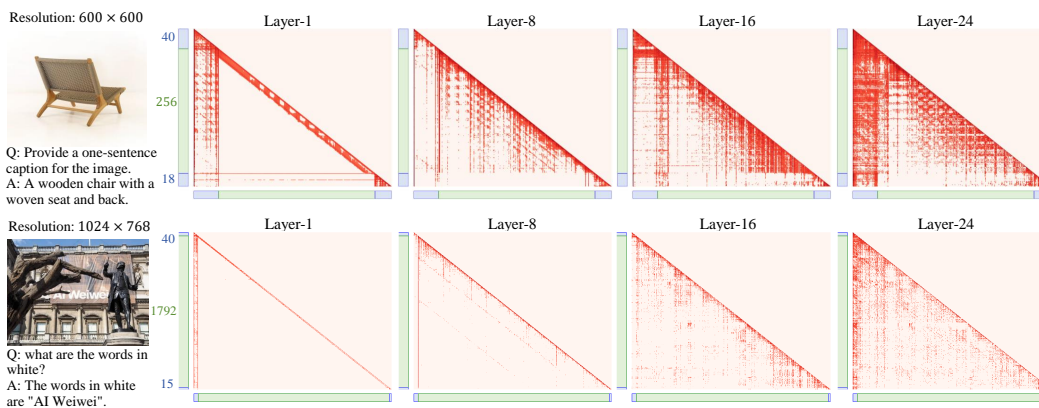 Resolution: 600 × 600
Layer-1
Layer-8
Layer-16
Layer-24
40
256
18
Q: Provide a one-sentence
caption for the image.
A: A wooden chair with a
woven seat and back.
Resolution: 1024 × 768
Layer-1
Layer-8
Layer-16
Layer-24
40
1792
15
Ai Weiwei
Q: what are the words in
white?
A: The words in white
are "AI Weiwei".